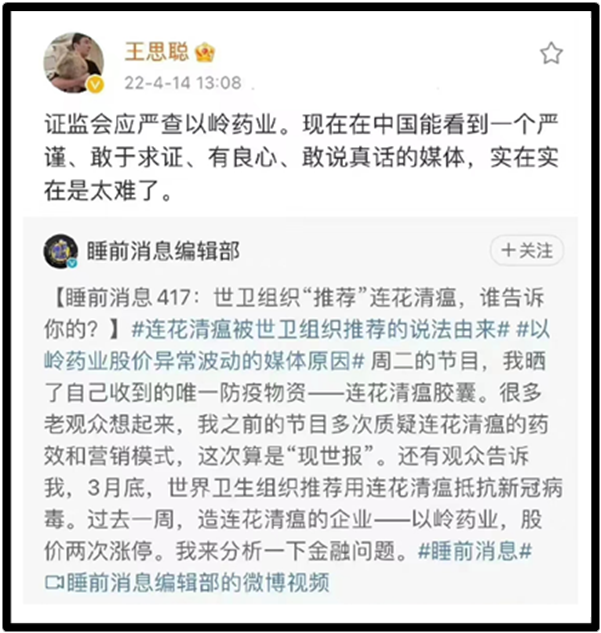 王思聪
22-4-14 13:08
证监会应严查以岭药业。现在在中国能看到一个严
谨、敢于求证、有良心、敢说真话的媒体，实在实
在是太难了。
睡前消息编辑部
+关注
【睡前消息417：世卫组织“推荐”连花清瘟，谁告诉
你的？】#连花清瘟被世卫组织推荐的说法由来# #以
岭药业股价异常波动的媒体原因# 周二的节目，我晒
了自己收到的唯一防疫物资——连花清瘟胶囊。很多
老观众想起来，我之前的节目多次质疑连花清瘟的药
效和营销模式，这次算是“现世报”。还有观众告诉
我，3月底，世界卫生组织推荐用连花清瘟抵抗新冠病
毒。过去一周，造连花清瘟的企业——以岭药业，股
价两次涨停。我来分析一下金融问题。#睡前消息#
睡前消息编辑部的微博视频